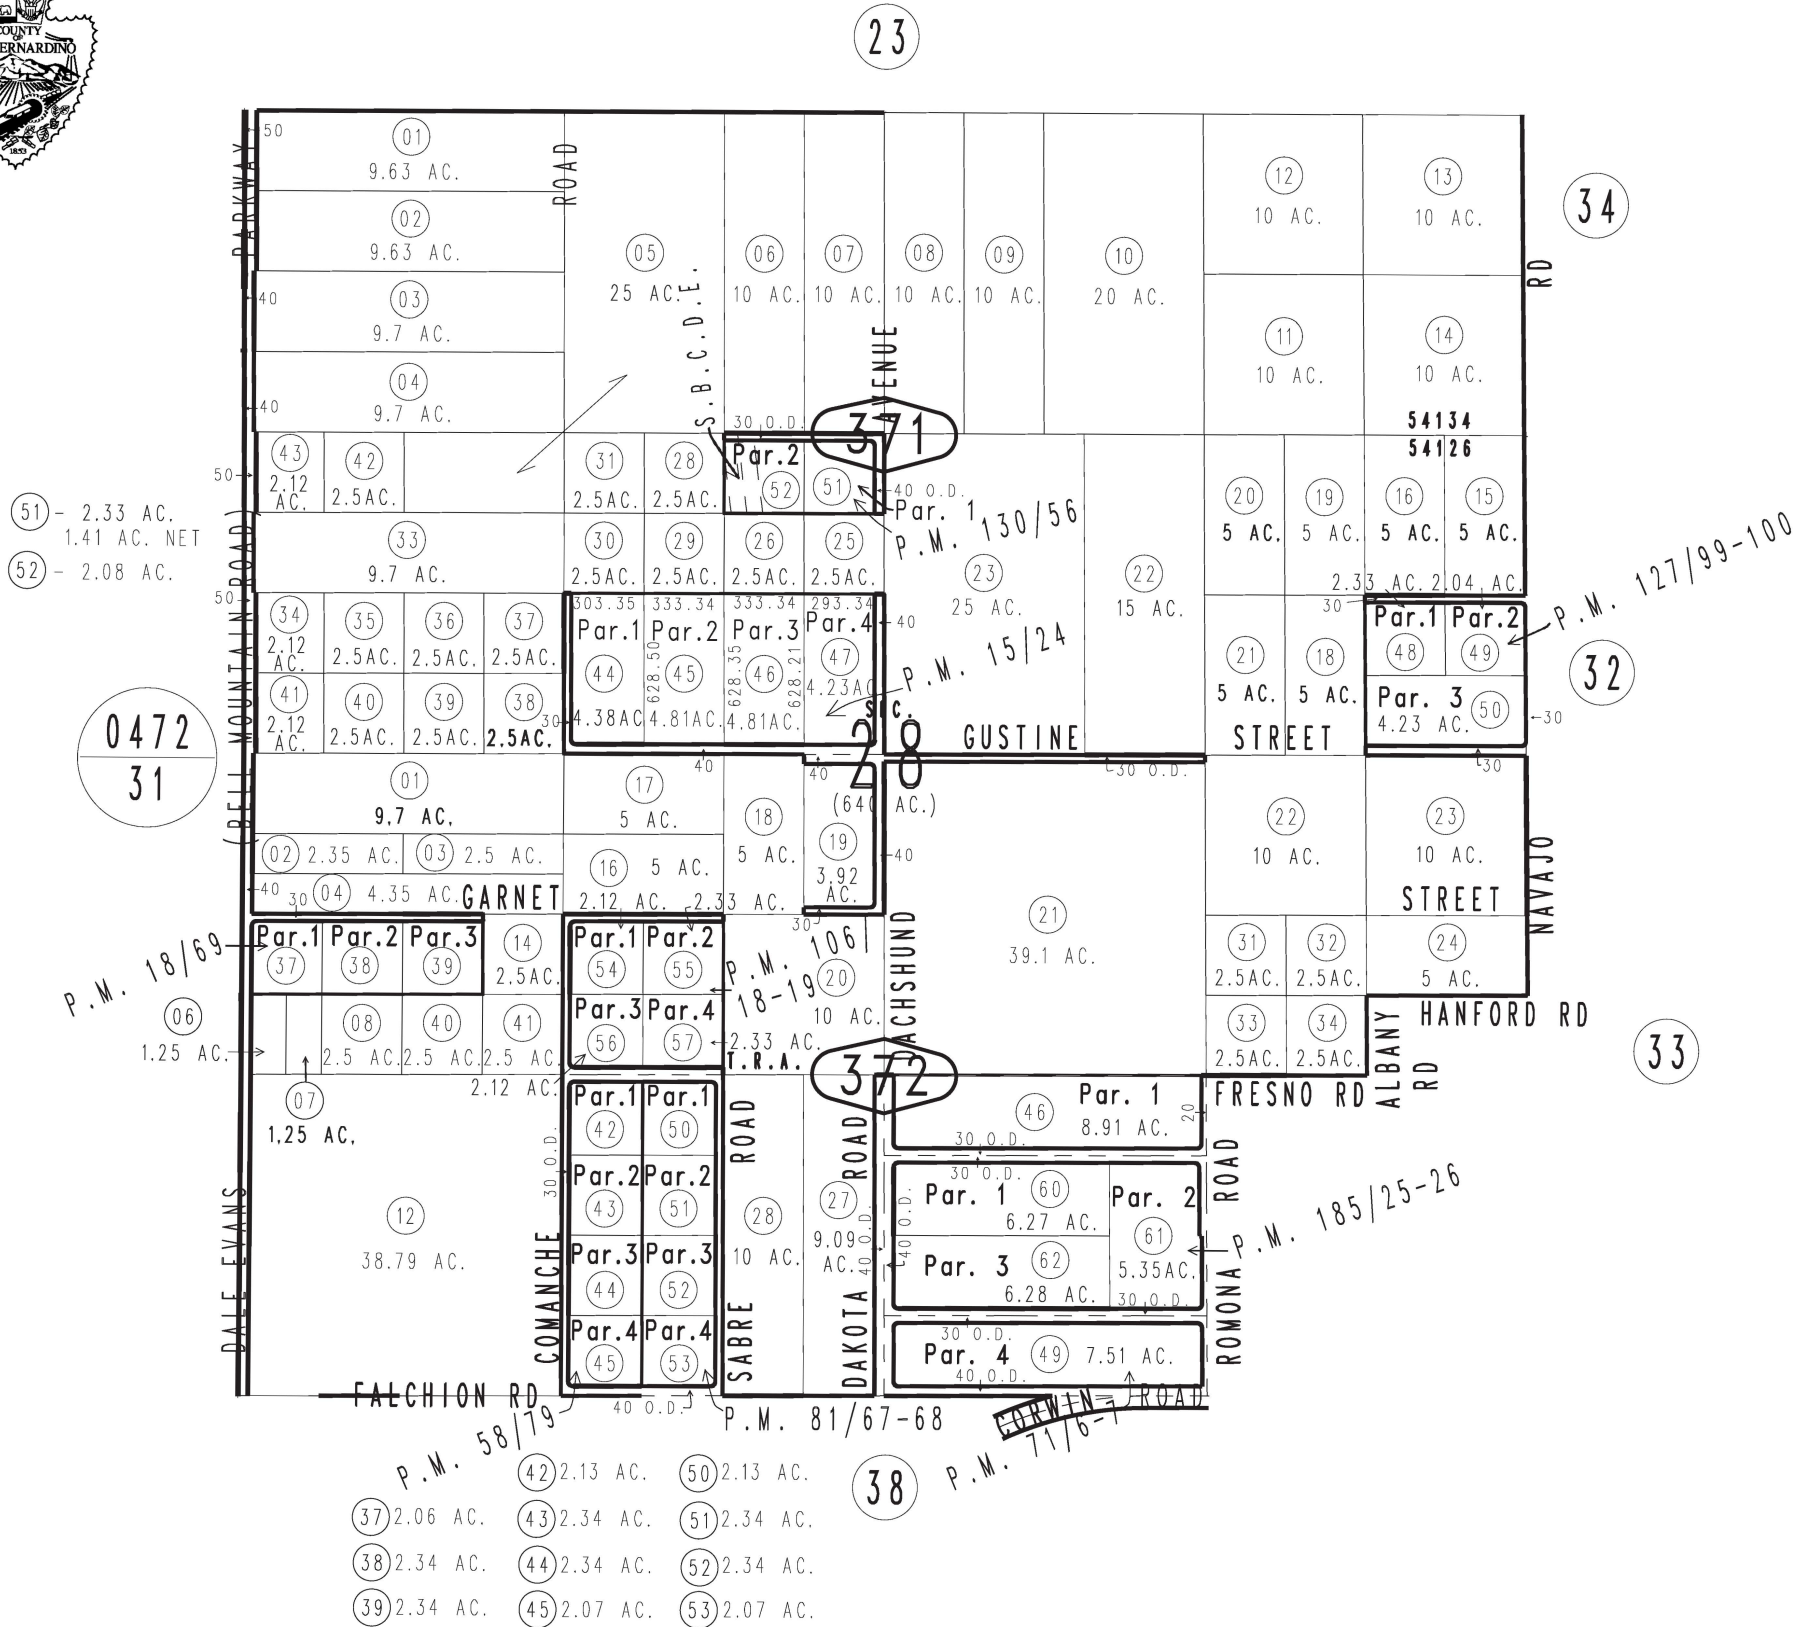 COUNTY
OF
ERNARDINO
1853
23
34
32
33
38
0472
31
371
372
54134
54126
SEC.
28
(640 AC.)
T.R.A.
PARKWAY
(BELL MOUNTAIN ROAD)
DALE EVANS
ROAD
S.B.C.D.E.
AVENUE
RD
50
01
9.63 AC.
02
9.63 AC.
40
03
9.7 AC.
04
9.7 AC.
40
05
25 AC.
06
10 AC.
07
10 AC.
08
10 AC.
09
10 AC.
10
20 AC.
12
10 AC.
13
10 AC.
11
10 AC.
14
10 AC.
50
43
2.12
AC.
42
2.5AC.
31
2.5AC.
28
2.5AC.
30 O.D.
Par.2
52
51
40 O.D.
Par. 1
P.M. 130/56
51 - 2.33 AC.
1.41 AC. NET
52 - 2.08 AC.
20
5 AC.
19
5 AC.
16
5 AC.
15
5 AC.
33
9.7 AC.
30
2.5AC.
29
2.5AC.
26
2.5AC.
25
2.5AC.
23
25 AC.
22
15 AC.
2.33 AC.
2.04 AC.
P.M. 127/99-100
50
34
2.12
AC.
35
2.5AC.
36
2.5AC.
37
2.5AC.
41
2.12
AC.
40
2.5AC.
39
2.5AC.
38
2.5AC.
30
303.35
333.34
333.34
293.34
Par.1
Par.2
Par.3
Par.4
44
45
46
47
628.50
628.35
628.21
4.38AC
4.81AC.
4.81AC.
4.23AC
40
P.M. 15/24
21
5 AC.
18
5 AC.
30
Par.1
Par.2
48
49
Par. 3
50
4.23 AC.
30
30
GUSTINE
STREET
40
40
30 O.D.
01
9.7 AC.
17
5 AC.
18
5 AC.
19
3.92
AC.
40
02 2.35 AC.
03 2.5 AC.
16
5 AC.
22
10 AC.
23
10 AC.
40
30
04 4.35 AC.
GARNET
2.12 AC.
2.33 AC.
30
STREET
NAVAJO
21
39.1 AC.
P.M. 18/69
Par.1
Par.2
Par.3
37
38
39
14
2.5AC.
Par.1
Par.2
54
55
P.M. 106/
18-19
20
10 AC.
DACHSHUND
31
2.5AC.
32
2.5AC.
24
5 AC.
06
1.25 AC.
08
2.5 AC.
40
2.5 AC.
41
2.5 AC.
Par.3
Par.4
56
57
2.33 AC.
33
2.5AC.
34
2.5AC.
HANFORD RD
ALBANY
RD
07
1.25 AC.
2.12 AC.
12
38.79 AC.
30 O.D.
COMANCHE
Par.1
42
Par.1
50
Par.2
43
Par.2
51
Par.3
44
Par.3
52
Par.4
45
Par.4
53
ROAD
SABRE
28
10 AC.
27
9.09
AC.
ROAD
DAKOTA
40 O.D.
40 O.D.
46
Par. 1
8.91 AC.
20
FRESNO RD
30 O.D.
30 O.D.
Par. 1
60
6.27 AC.
Par. 2
61
5.35AC.
Par. 3
62
6.28 AC.
30 O.D.
30 O.D.
Par. 4
49
7.51 AC.
40 O.D.
ROAD
ROMONA
P.M. 185/25-26
FALCHION RD
40 O.D.
CORWIN ROAD
P.M. 58/79
P.M. 81/67-68
P.M. 71/6-7
42 2.13 AC.
50 2.13 AC.
37 2.06 AC.
43 2.34 AC.
51 2.34 AC.
38 2.34 AC.
44 2.34 AC.
52 2.34 AC.
39 2.34 AC.
45 2.07 AC.
53 2.07 AC.